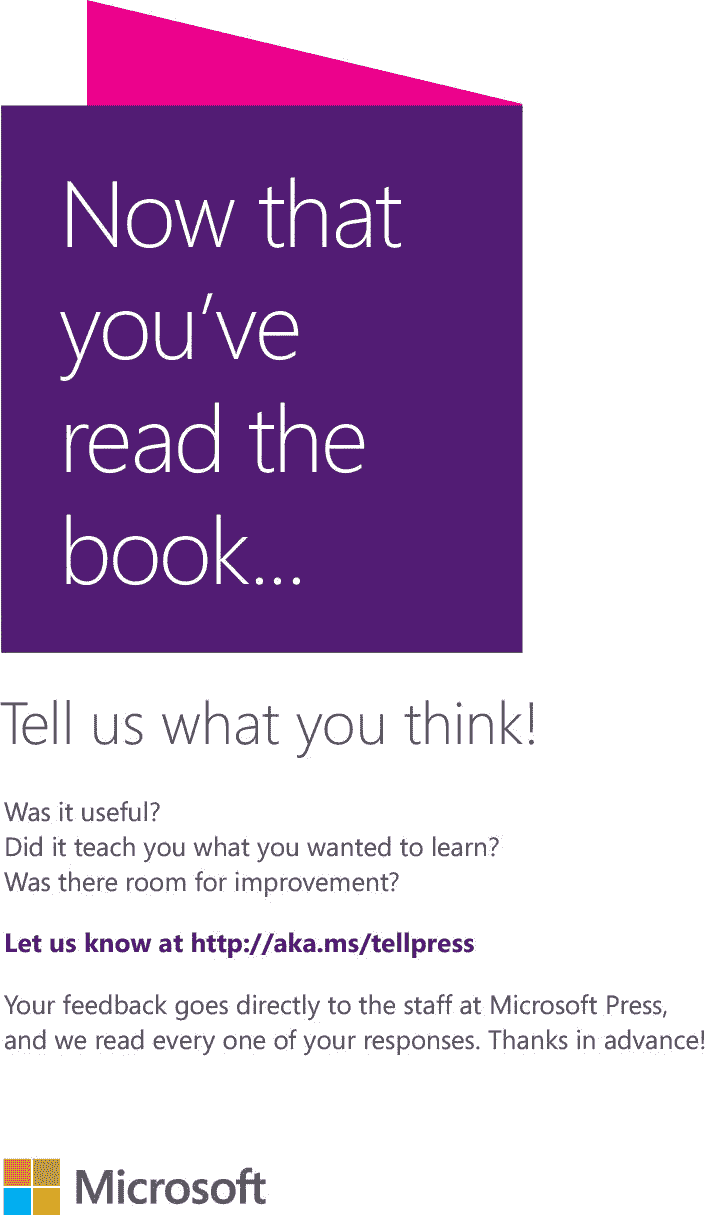 Now that
you’ve
read the
book...
Tell us what you think!
Was it useful?
Did it teach you what you wanted to learn?
Was there room for improvement?
Let us know at http://aka.ms/tellpress
Your feedback goes directly to the staff at Microsoft Press,
and we read every one of your responses. Thanks in advance!
Microsoft